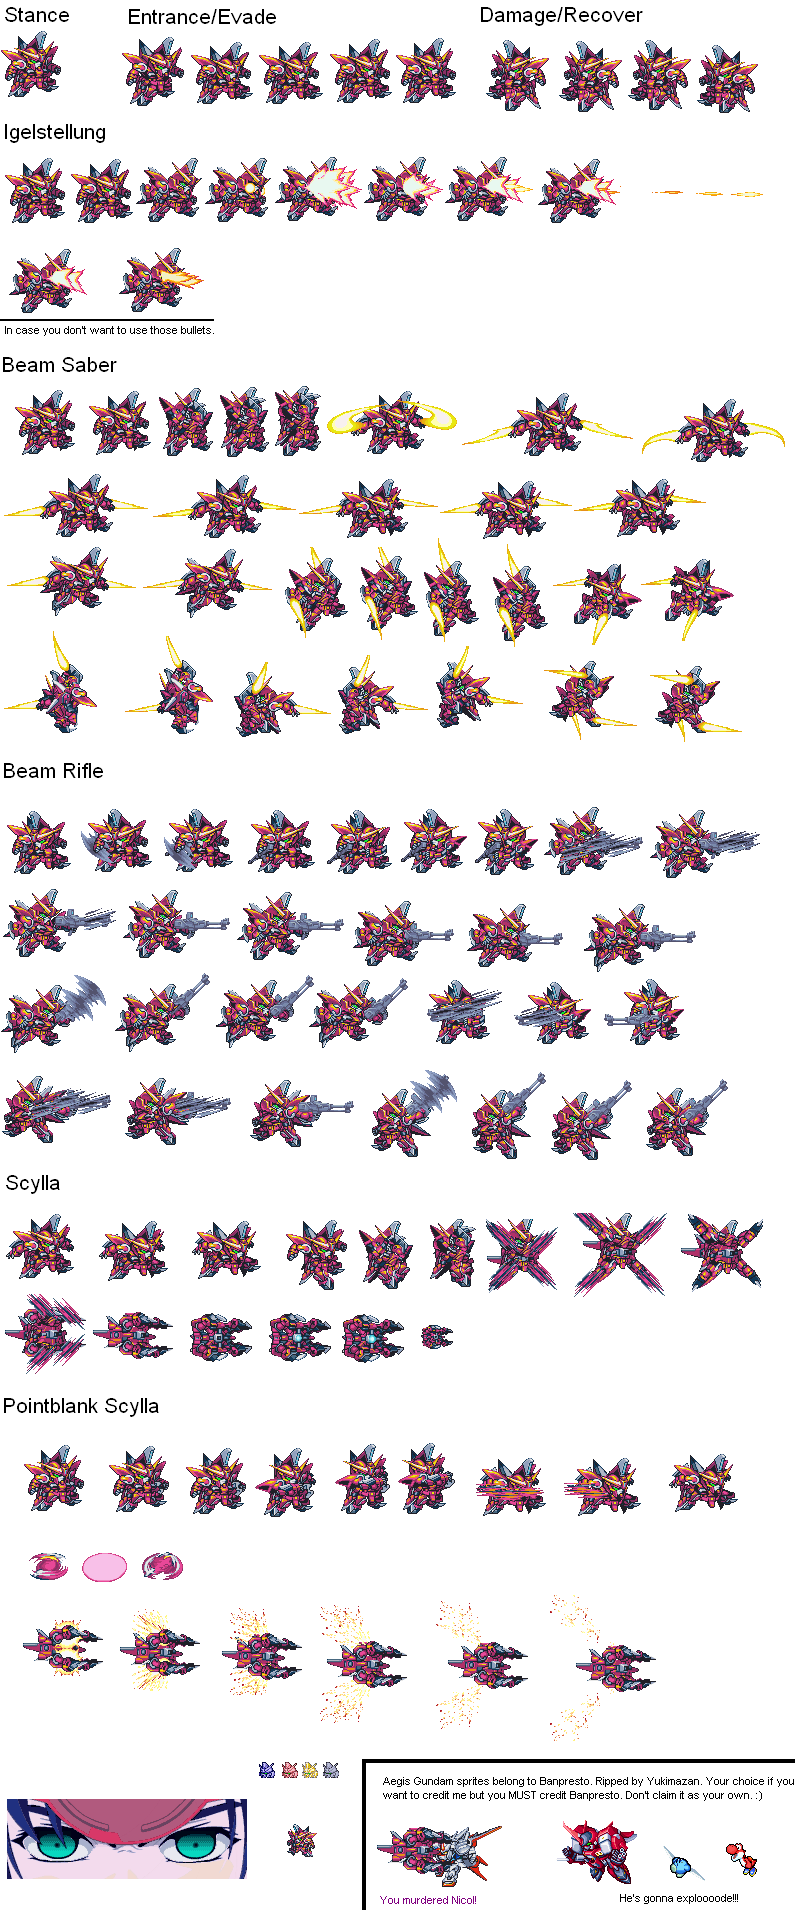 Stance
Entrance/Evade
Damage/Recover
Igelstellung
In case you don't want to use those bullets.
Beam Saber
Beam Rifle
Scylla
Pointblank Scylla
Aegis Gundam sprites belong to Banpresto. Ripped by Yukimazan. Your choice if you
want to credit me but you MUST credit Banpresto. Don't claim it as your own. :)
You murdered Nicol!
He's gonna exploooode!!!